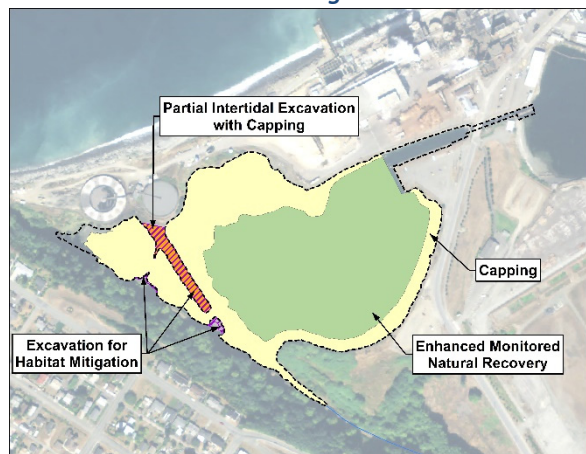 Partial Intertidal Excavation
with Capping
Capping
Excavation for
Habitat Mitigation
Enhanced Monitored
Natural Recovery